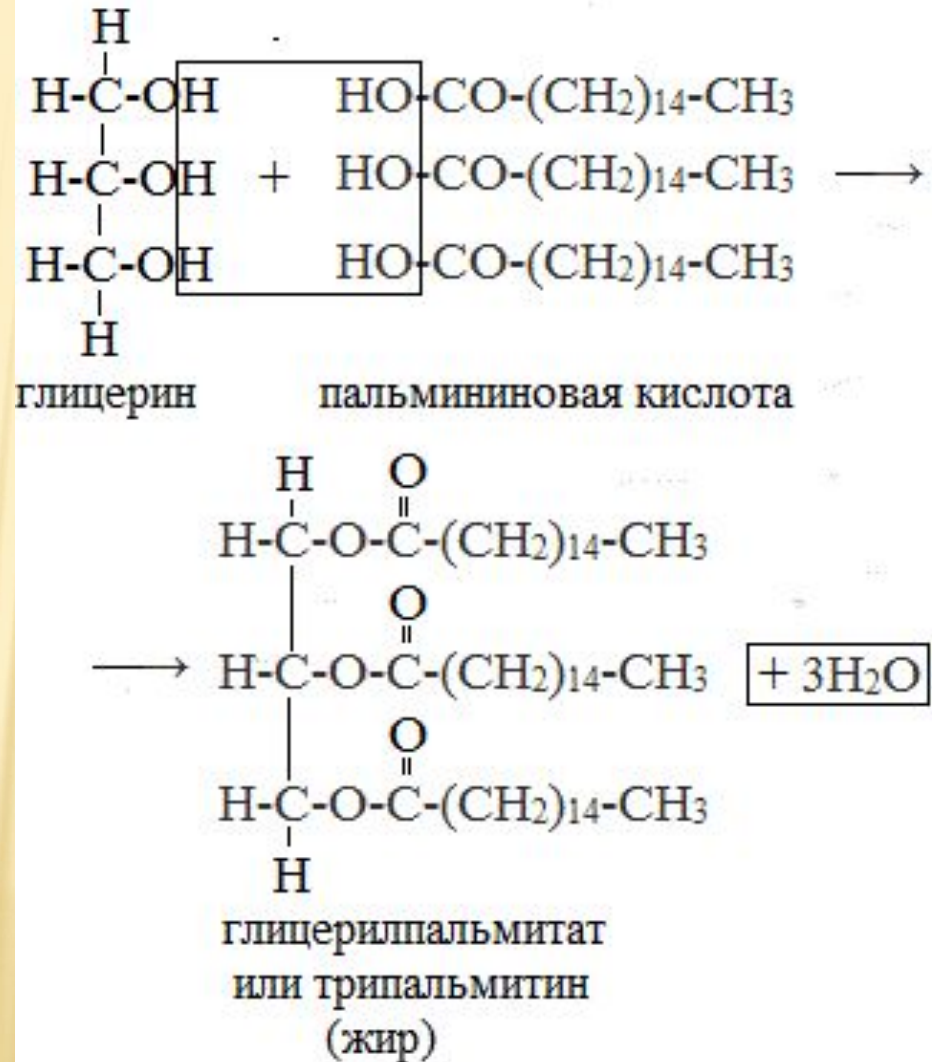 H
H-C-OH HO-CO-(CH2)14-CH3
H-C-OH + HO-CO-(CH2)14-CH3 →
H-C-OH HO-CO-(CH2)14-CH3
H
глицерин пальмининовая кислота
H O
H-C-O-C-(CH2)14-CH3
O
→ H-C-O-C-(CH2)14-CH3 + 3H2O
O
H-C-O-C-(CH2)14-CH3
H
глицерилпальмитат
или трипальмитин
(жир)